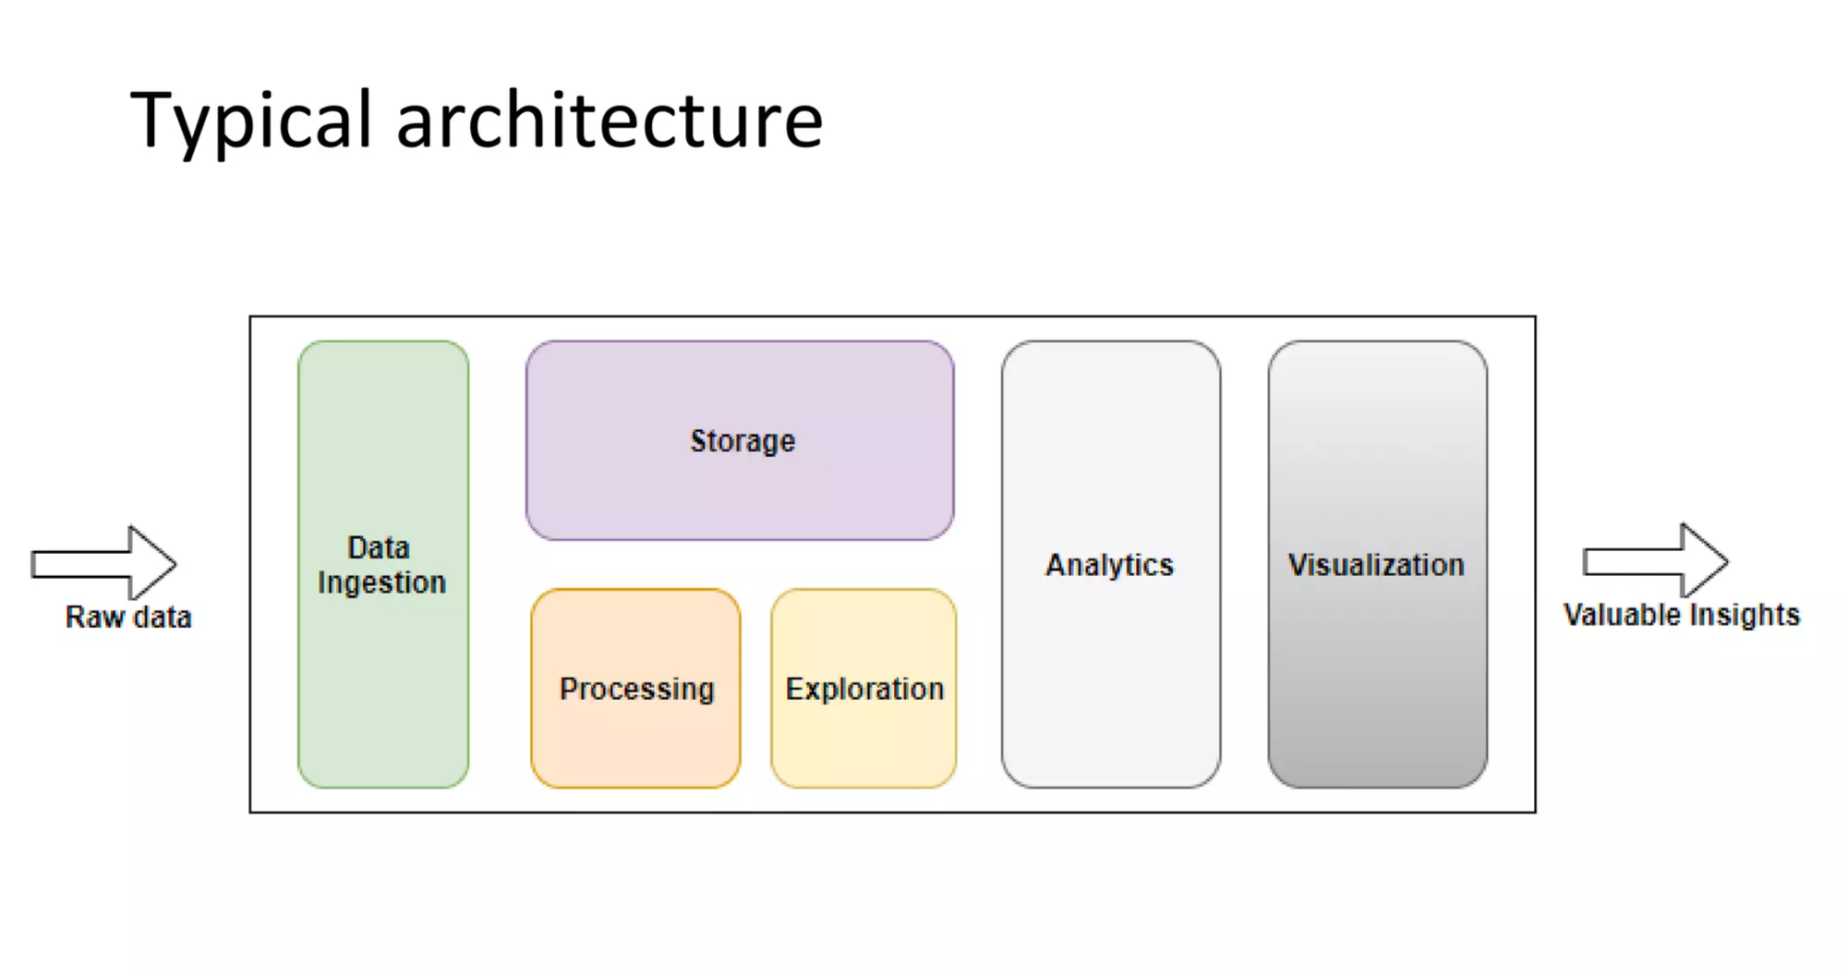 Typical architecture
Storage
Data
Ingestion
Analytics
Visualization
Raw data
Valuable Insights
Processing
Exploration